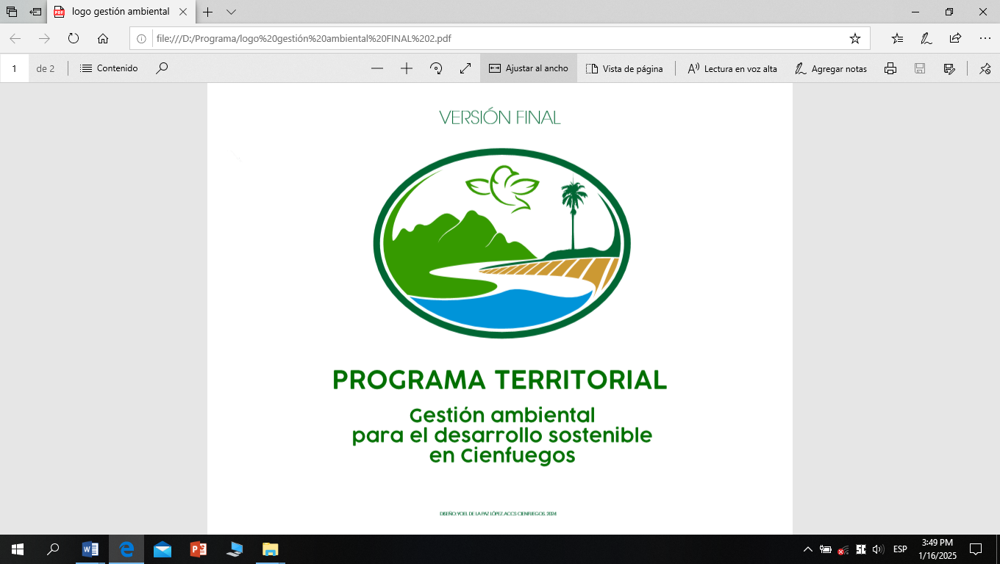 logo gestión ambiental
file:///D:/Programa/logo%20gestión%20ambiental%20FINAL%202.pdf
1 de 2 Contenido Ajustar al ancho Vista de página Lectura en voz alta Agregar notas
VERSIÓN FINAL
PROGRAMA TERRITORIAL
Gestión ambiental
para el desarrollo sostenible
en Cienfuegos
DISEÑO: YOEL DE LA PAZ LÓPEZ. ACCS CIENFUEGOS. 2024
ESP
3:49 PM
1/16/2025